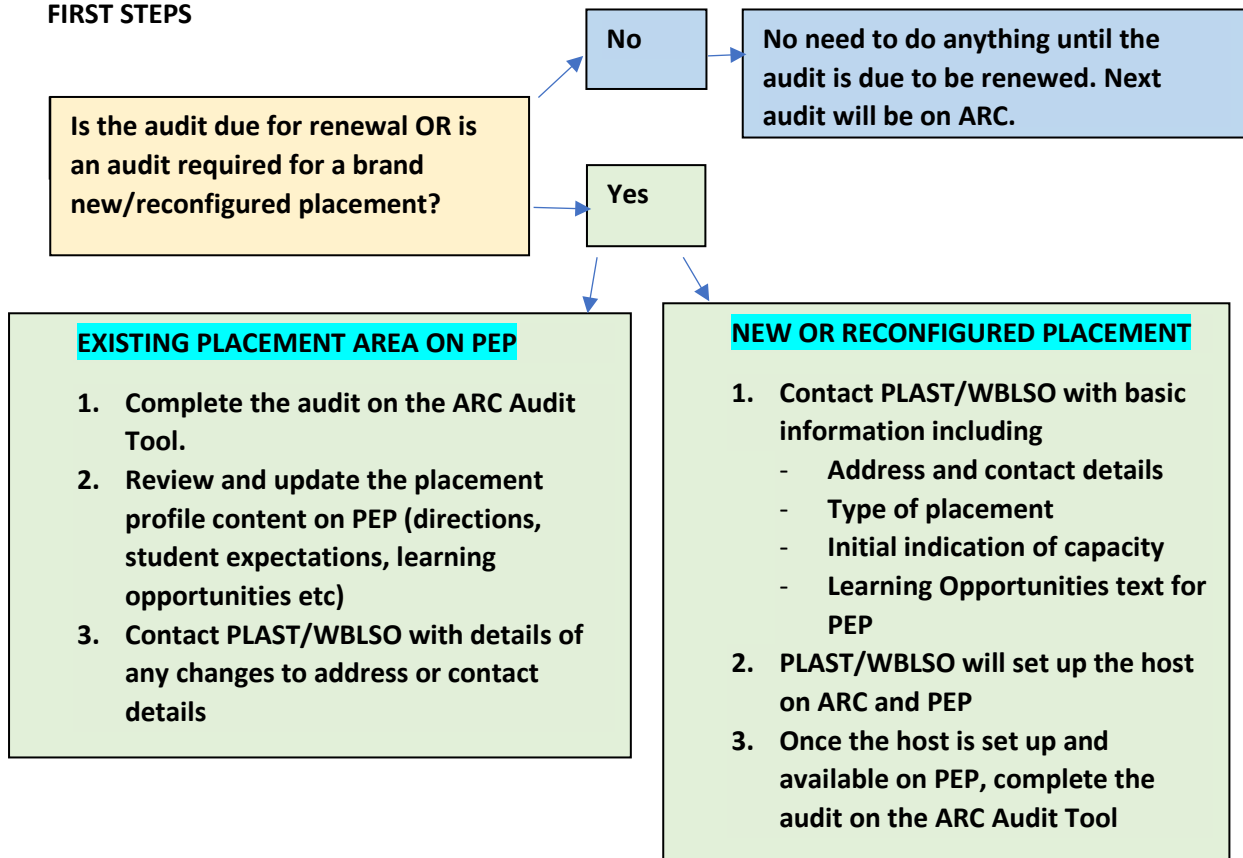 FIRST STEPS
No
No need to do anything until the
audit is due to be renewed. Next
audit will be on ARC.
Is the audit due for renewal OR is
an audit required for a brand
new/reconfigured placement?
Yes
EXISTING PLACEMENT AREA ON PEP
1. Complete the audit on the ARC Audit
Tool.
2. Review and update the placement
profile content on PEP (directions,
student expectations, learning
opportunities etc)
3. Contact PLAST/WBLSO with details of
any changes to address or contact
details
NEW OR RECONFIGURED PLACEMENT
1. Contact PLAST/WBLSO with basic
information including
- Address and contact details
- Type of placement
- Initial indication of capacity
- Learning Opportunities text for
PEP
2. PLAST/WBLSO will set up the host
on ARC and PEP
3. Once the host is set up and
available on PEP, complete the
audit on the ARC Audit Tool